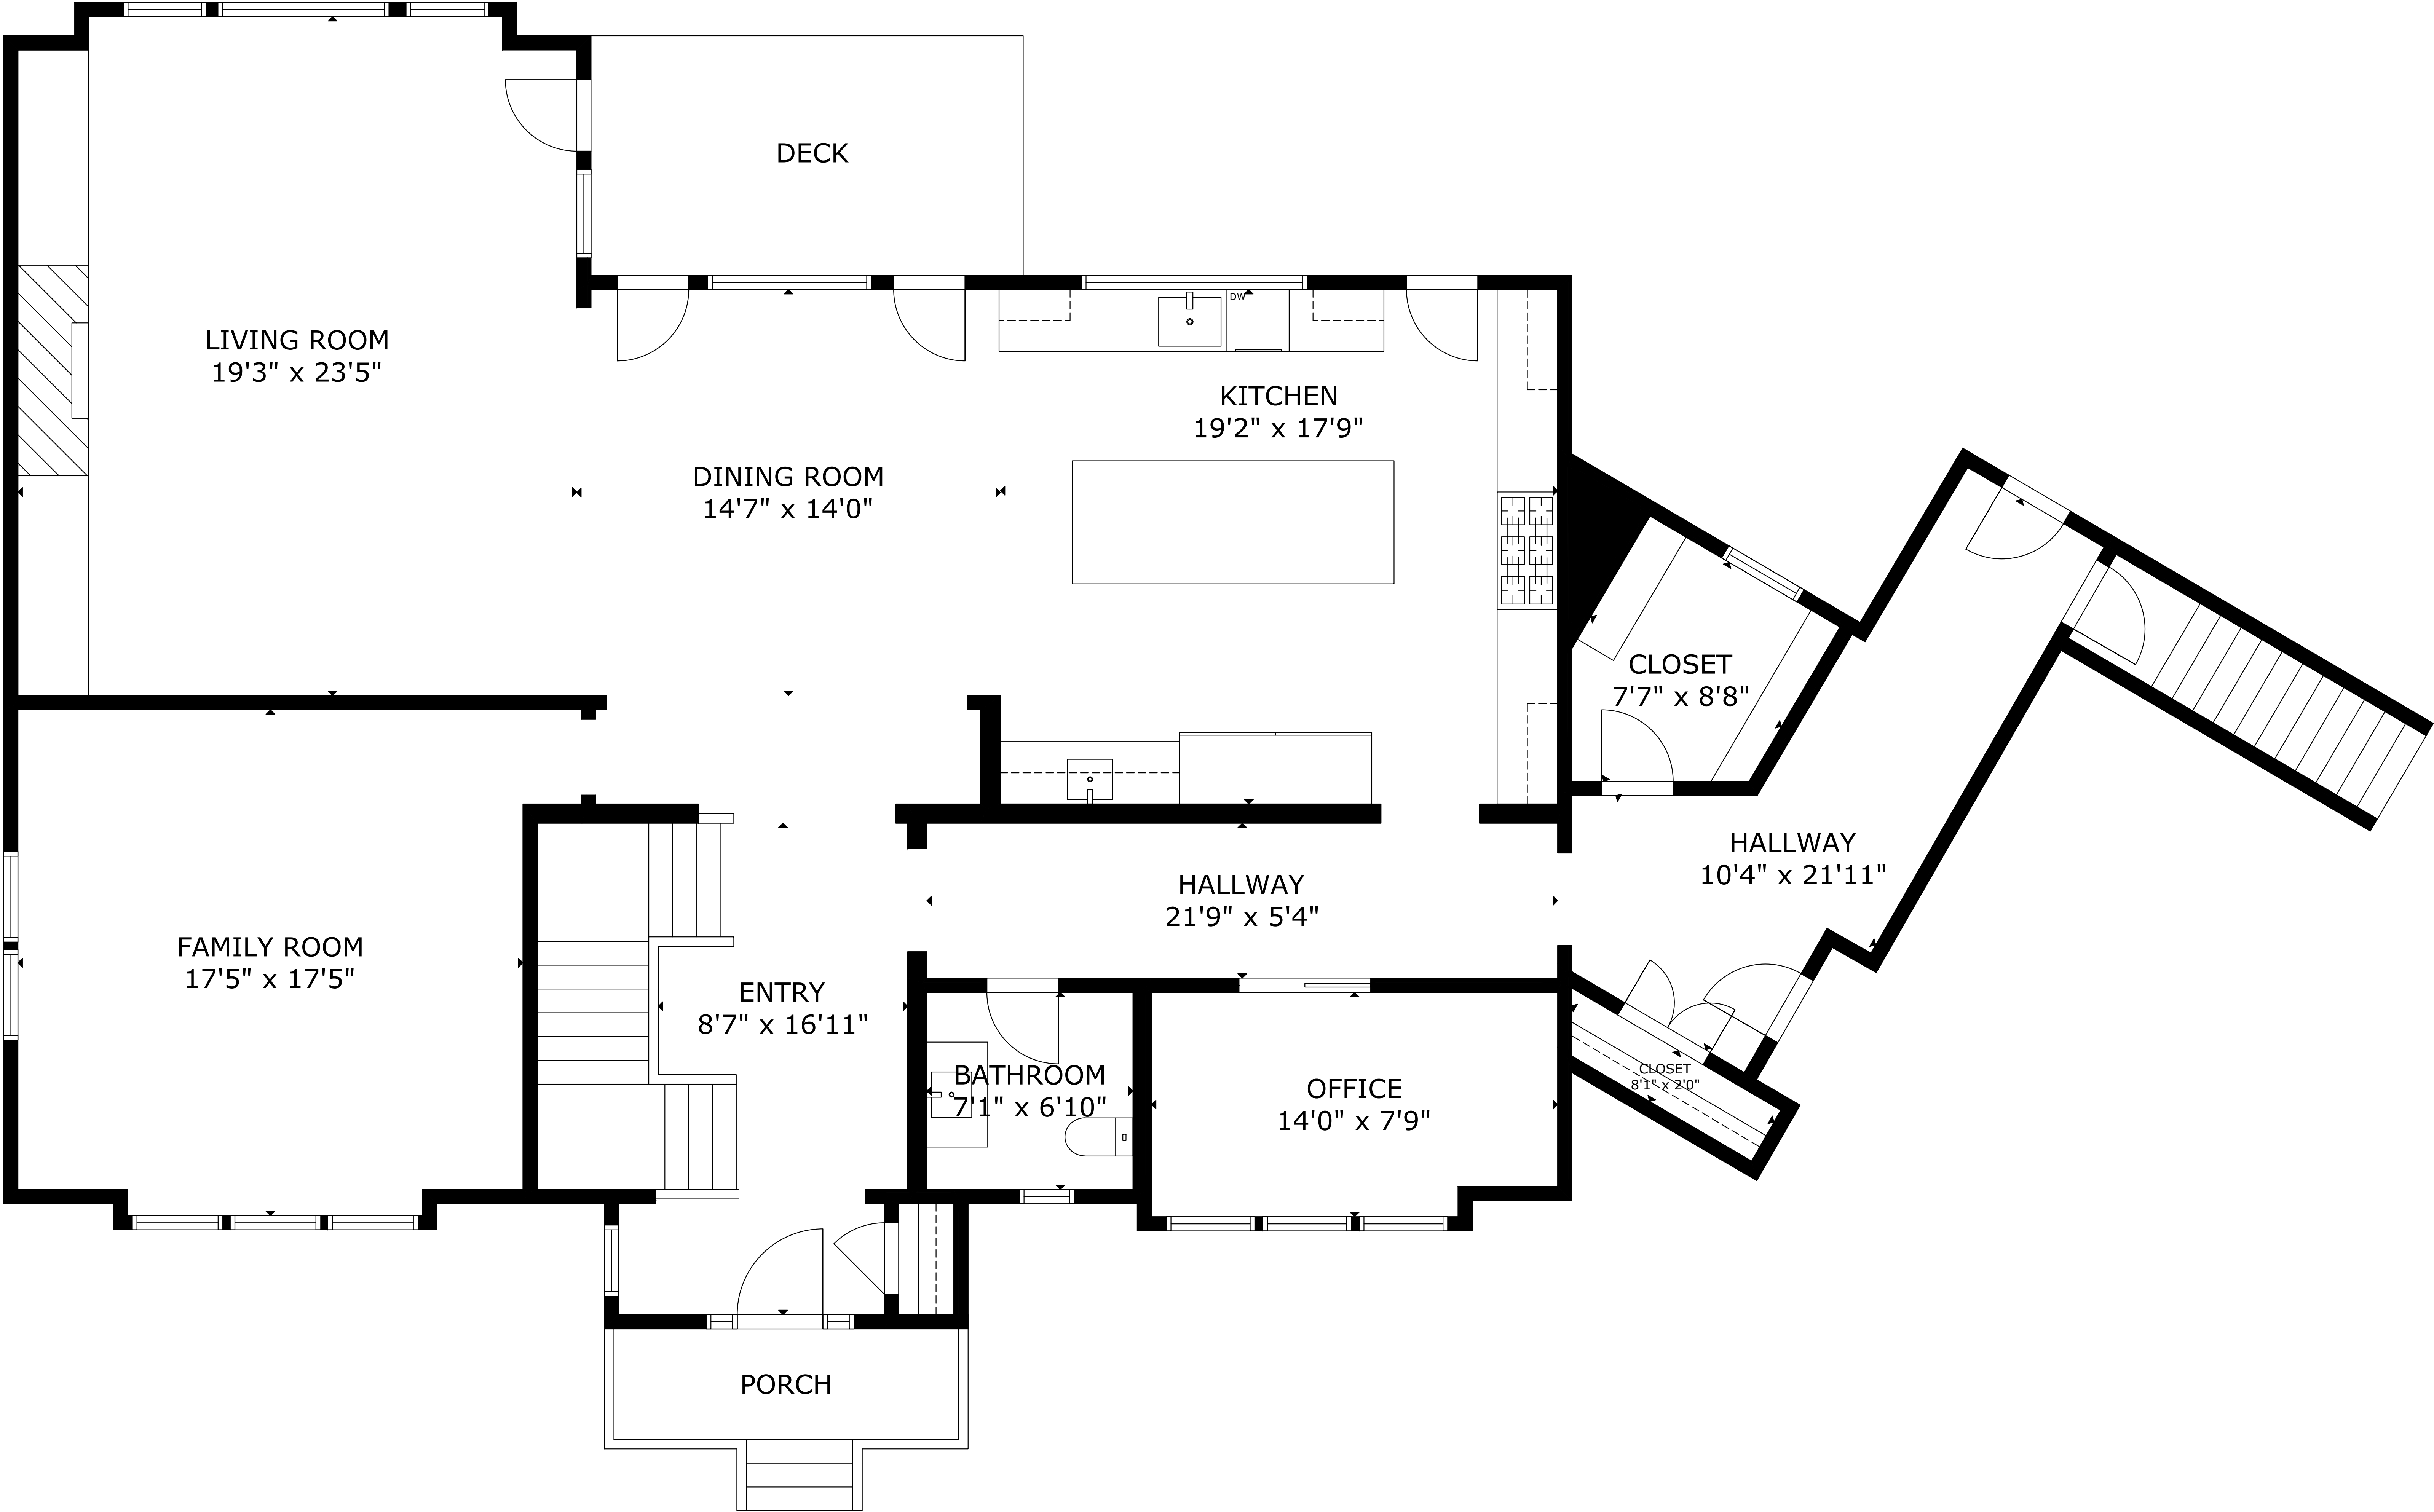 DECK
LIVING ROOM
19'3" x 23'5"
DW
KITCHEN
19'2" x 17'9"
DINING ROOM
14'7" x 14'0"
CLOSET
7'7" x 8'8"
HALLWAY
10'4" x 21'11"
HALLWAY
21'9" x 5'4"
FAMILY ROOM
17'5" x 17'5"
ENTRY
8'7" x 16'11"
BATHROOM
7'1" x 6'10"
OFFICE
14'0" x 7'9"
CLOSET
8'1" x 2'0"
PORCH